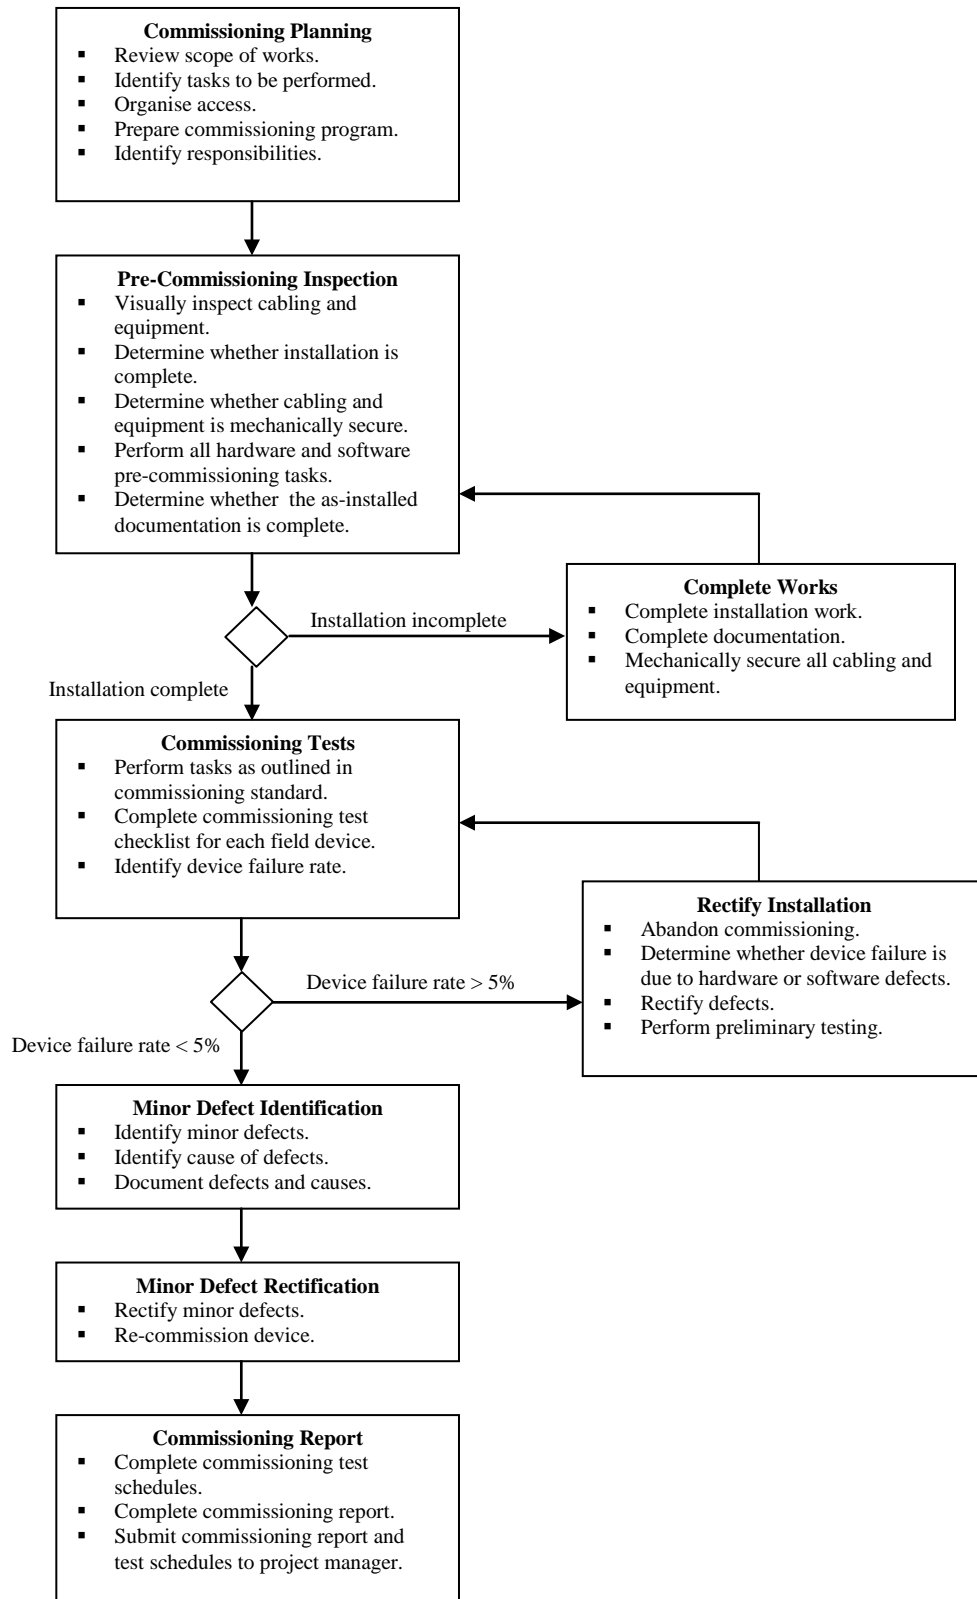 Commissioning Planning
▪ Review scope of works.
▪ Identify tasks to be performed.
▪ Organise access.
▪ Prepare commissioning program.
▪ Identify responsibilities.
Pre-Commissioning Inspection
▪ Visually inspect cabling and
equipment.
▪ Determine whether installation is
complete.
▪ Determine whether cabling and
equipment is mechanically secure.
▪ Perform all hardware and software
pre-commissioning tasks.
▪ Determine whether the as-installed
documentation is complete.
Installation incomplete
Complete Works
▪ Complete installation work.
▪ Complete documentation.
▪ Mechanically secure all cabling and
equipment.
Installation complete
Commissioning Tests
▪ Perform tasks as outlined in
commissioning standard.
▪ Complete commissioning test
checklist for each field device.
▪ Identify device failure rate.
Device failure rate > 5%
Rectify Installation
▪ Abandon commissioning.
▪ Determine whether device failure is
due to hardware or software defects.
▪ Rectify defects.
▪ Perform preliminary testing.
Device failure rate < 5%
Minor Defect Identification
▪ Identify minor defects.
▪ Identify cause of defects.
▪ Document defects and causes.
Minor Defect Rectification
▪ Rectify minor defects.
▪ Re-commission device.
Commissioning Report
▪ Complete commissioning test
schedules.
▪ Complete commissioning report.
▪ Submit commissioning report and
test schedules to project manager.